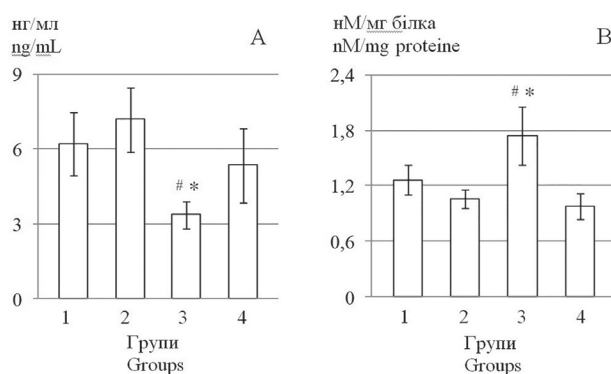 нг/мл
ng/mL
A
9
6
3
0
# *
1 2 3 4
Групи
Groups
нМ/мг білка
nM/mg proteine
B
2,4
1,8
1,2
0,6
0
# *
1 2 3 4
Групи
Groups